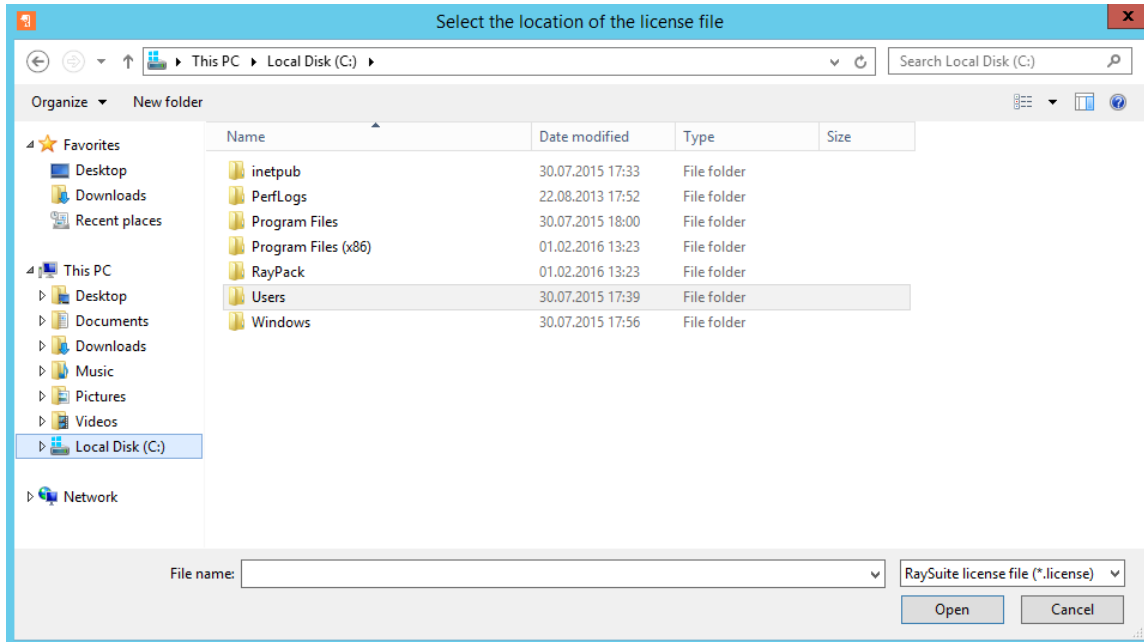 Select the location of the license file
x
This PC Local Disk (C:) Search Local Disk (C:)
Organize New folder
Name Date modified Type Size
Favorites
Desktop
Downloads
Recent places
This PC
Desktop
Documents
Downloads
Music
Pictures
Videos
Local Disk (C:)
Network
inetpub 30.07.2015 17:33 File folder
PerfLogs 22.08.2013 17:52 File folder
Program Files 30.07.2015 18:00 File folder
Program Files (x86) 01.02.2016 13:23 File folder
RayPack 01.02.2016 13:23 File folder
Users 30.07.2015 17:39 File folder
Windows 30.07.2015 17:56 File folder
File name: RaySuite license file (*.license)
Open Cancel